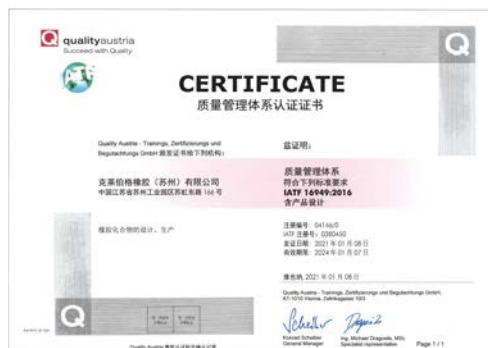 qualityaustria
Succeed with Quality
IATF
CERTIFICATE
质量管理体系认证证书
Quality Austria - Trainings, Zertifizierungs und
Begutachtungs GmbH 颁发证书给下列机构:
兹证明:
克莱伯格橡胶（苏州）有限公司
中国江苏省苏州工业园区苏虹东路 166 号
质量管理体系
符合下列标准要求
IATF 16949:2016
含产品设计
橡胶化合物的设计、生产
注册编号: 04146/0
IATF 注册号: 0380450
发证日期: 2021 年 01 月 08 日
有效期限: 2024 年 01 月 07 日
维也纳, 2021 年 01 月 08 日
Quality Austria - Trainings, Zertifizierungs und Begutachtungs GmbH,
AT-1010 Vienna, Zelinkagasse 10/3
Konrad Scheiber
General Manager
Ing. Michael Dragosits, MSc
Specialist representative
Page 1 / 1